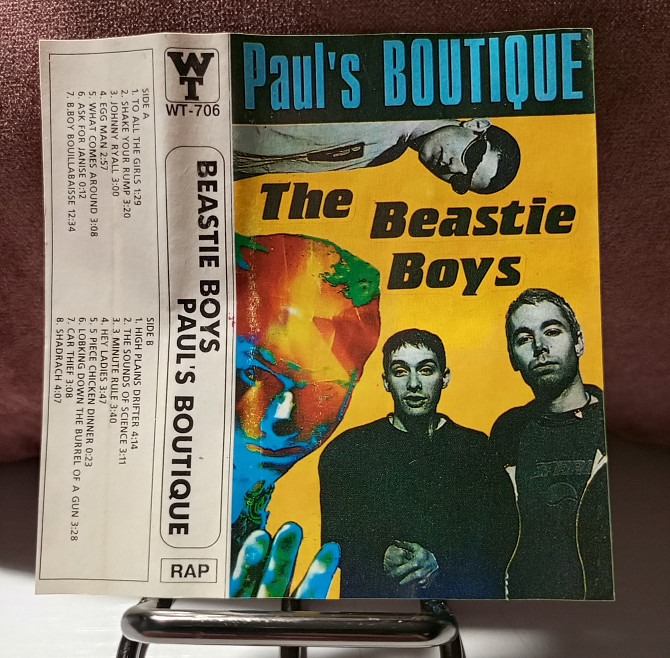 WT
WT-706
SIDE A
1. TO ALL THE GIRLS 1:29
2. SHAKE YOUR RUMP 3:20
3. JOHNNY RYALL 3:00
4. EGG MAN 2:57
5. WHAT COMES AROUND 3:08
6. ASK FOR JANISE 0:12
7. B.BOY BOUILLABAISSE 12:34
SIDE B
1. HIGH PLAINS DRIFTER 4:14
2. THE SOUNDS OF SCIENCE 3:11
3. 3 MINUTE RULE 3:40
4. HEY LADIES 3:47
5. 5 PIECE CHICKEN DINNER 0:23
6. LOBKING DOWN THE BURREL OF A GUN 3:28
7. CAR THIEF 3:08
8. SHADRACH 4:07
BEASTIE BOYS
PAUL'S BOUTIQUE
RAP
Paul's BOUTIQUE
The Beastie
Boys